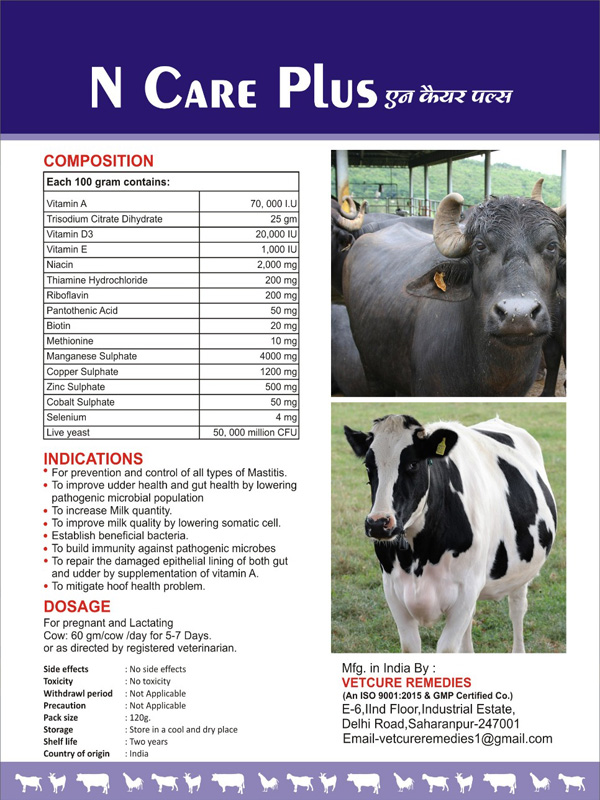 N CARE PLUS एन कैयर पल्स
COMPOSITION
Each 100 gram contains:
Vitamin A 70, 000 I.U
Trisodium Citrate Dihydrate 25 gm
Vitamin D3 20,000 IU
Vitamin E 1,000 IU
Niacin 2,000 mg
Thiamine Hydrochloride 200 mg
Riboflavin 200 mg
Pantothenic Acid 50 mg
Biotin 20 mg
Methionine 10 mg
Manganese Sulphate 4000 mg
Copper Sulphate 1200 mg
Zinc Sulphate 500 mg
Cobalt Sulphate 50 mg
Selenium 4 mg
Live yeast 50, 000 million CFU
INDICATIONS
• For prevention and control of all types of Mastitis.
• To improve udder health and gut health by lowering
pathogenic microbial population
• To increase Milk quantity.
• To improve milk quality by lowering somatic cell.
• Establish beneficial bacteria.
• To build immunity against pathogenic microbes
• To repair the damaged epithelial lining of both gut
and udder by supplementation of vitamin A.
• To mitigate hoof health problem.
DOSAGE
For pregnant and Lactating
Cow: 60 gm/cow /day for 5-7 Days.
or as directed by registered veterinarian.
Side effects : No side effects
Toxicity : No toxicity
Withdrawl period : Not Applicable
Precaution : Not Applicable
Pack size : 120g.
Storage : Store in a cool and dry place
Shelf life : Two years
Country of origin : India
Mfg. in India By :
VETCURE REMEDIES
(An ISO 9001:2015 & GMP Certified Co.)
E-6,IInd Floor,Industrial Estate,
Delhi Road,Saharanpur-247001
Email-vetcureremedies1@gmail.com